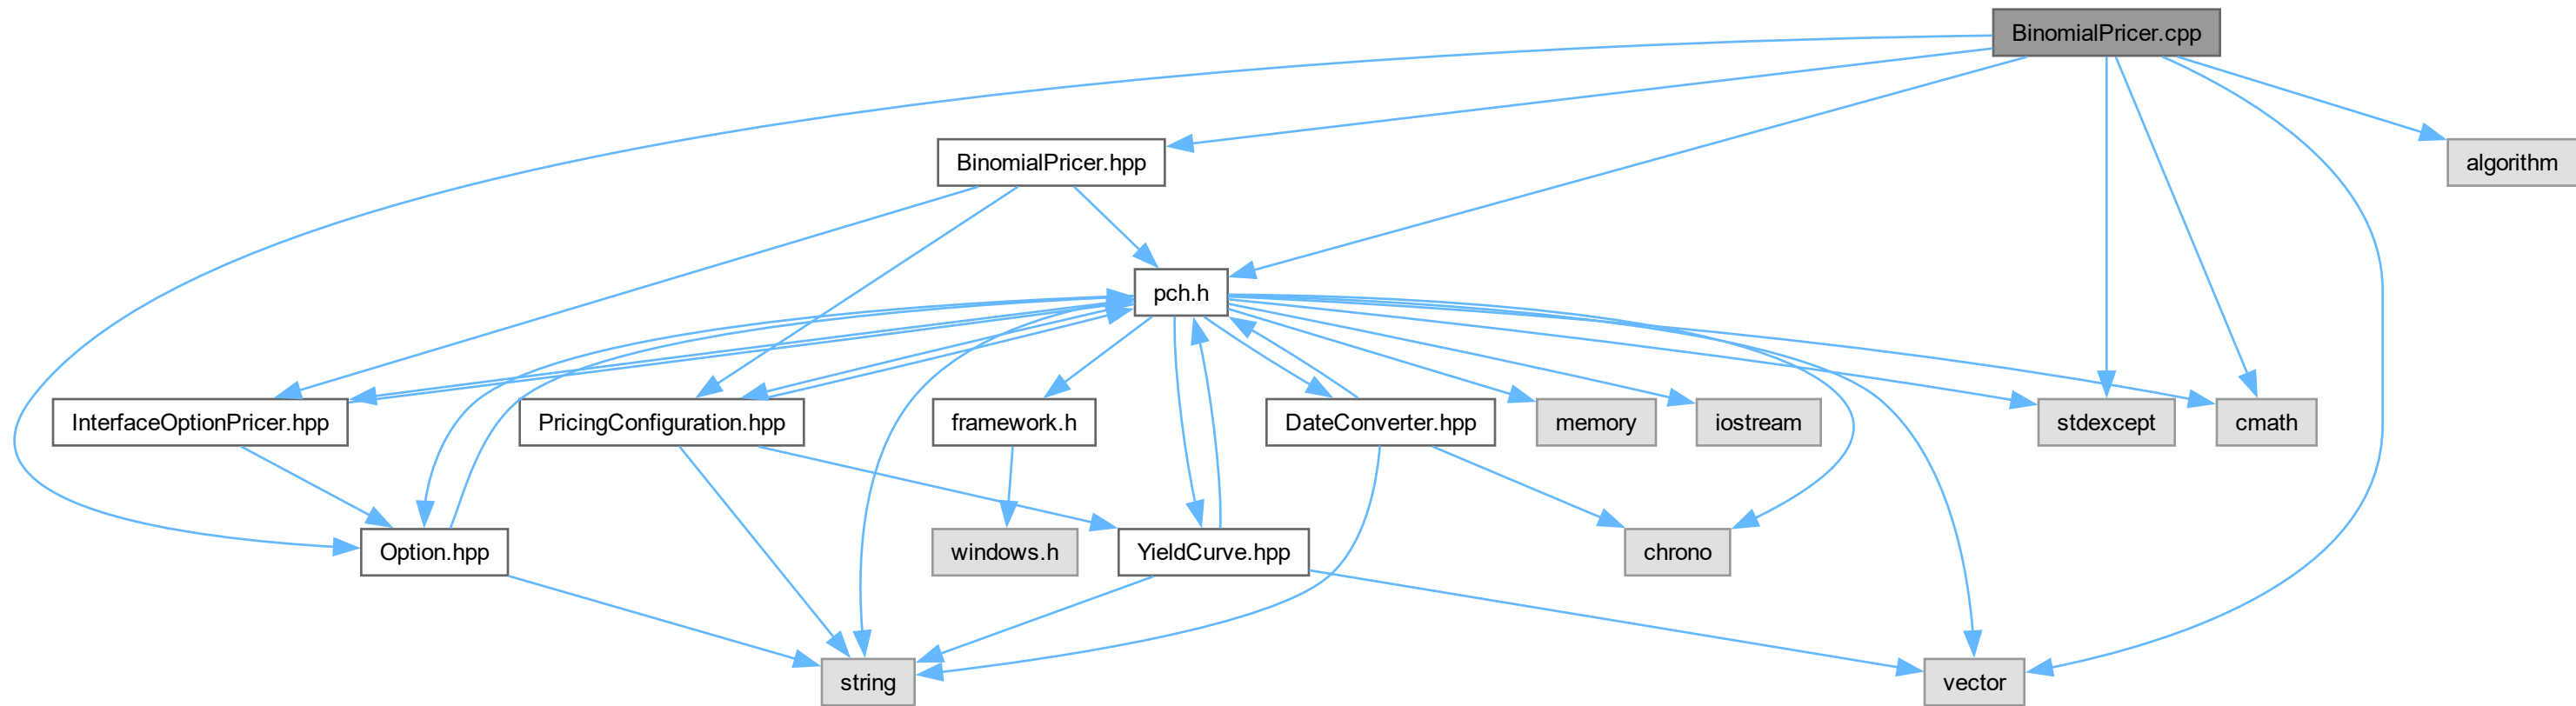 BinomialPricer.cpp
BinomialPricer.hpp
algorithm
pch.h
InterfaceOptionPricer.hpp
PricingConfiguration.hpp
framework.h
DateConverter.hpp
memory
iostream
stdexcept
cmath
Option.hpp
windows.h
YieldCurve.hpp
chrono
string
vector